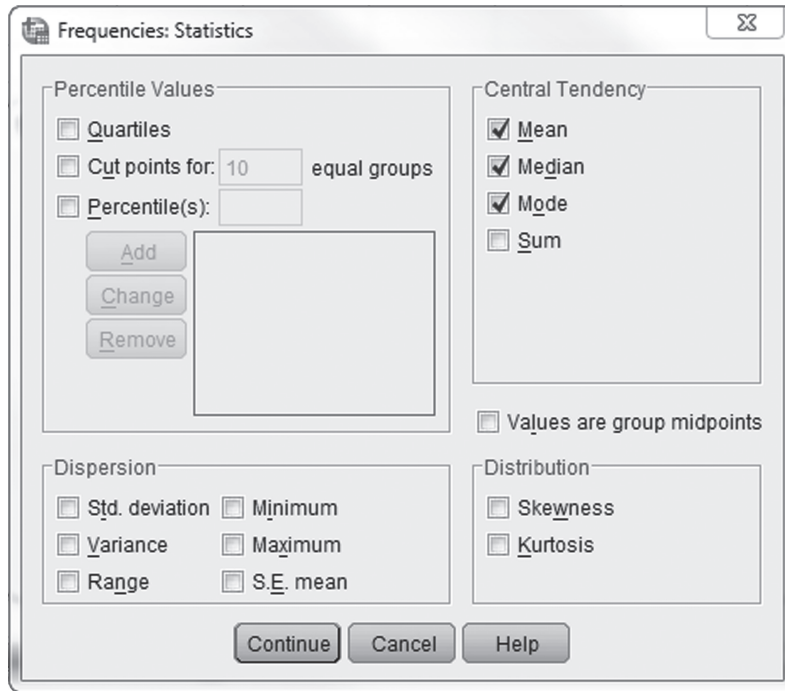 Frequencies: Statistics
Percentile Values
Quartiles
Cut points for: 10 equal groups
Percentile(s):
Add
Change
Remove
Central Tendency
Mean
Median
Mode
Sum
Values are group midpoints
Dispersion
Std. deviation Minimum
Variance Maximum
Range S.E. mean
Distribution
Skewness
Kurtosis
Continue Cancel Help